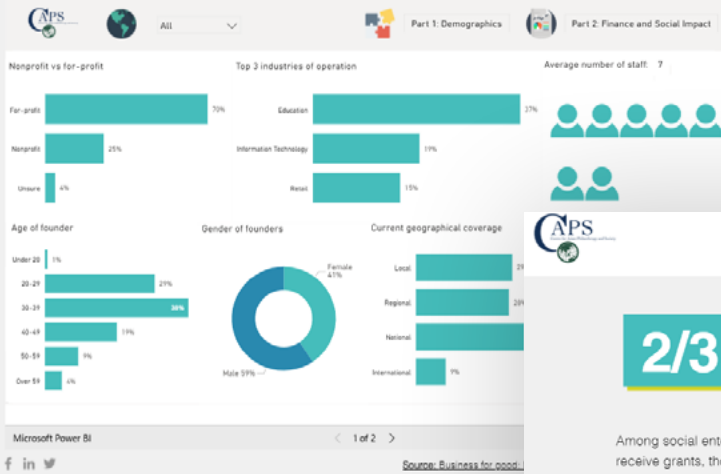 CAPS
All
Part 1: Demographics
Part 2: Finance and Social Impact
Nonprofit vs for-profit
For-profit 70%
Nonprofit 25%
Unsure 4%
Top 3 industries of operation
Education 37%
Information Technology 19%
Retail 15%
Average number of staff: 7
Age of founder
Under 20 1%
20-29 29%
30-39 38%
40-49 19%
50-59 9%
Over 59 4%
Gender of founders
Female
41%
Male 59%
Current geographical coverage
Local
Regional
National
International 9%
Microsoft Power BI
1 of 2
Source: Business for good:
CAPS
2/3
Among social ent
receive grants, th